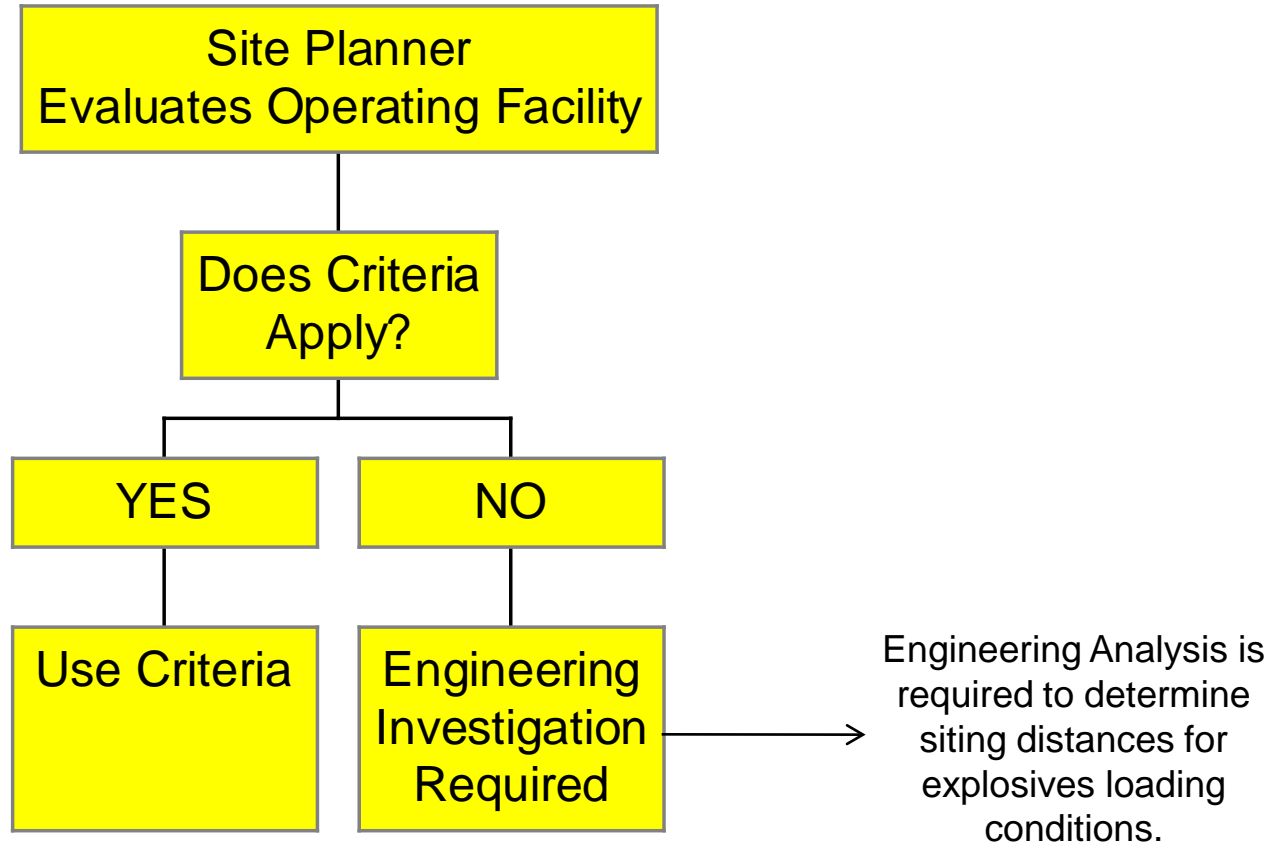 Site Planner
Evaluates Operating Facility
Does Criteria
Apply?
YES
NO
Use Criteria
Engineering
Investigation
Required
Engineering Analysis is
required to determine
siting distances for
explosives loading
conditions.